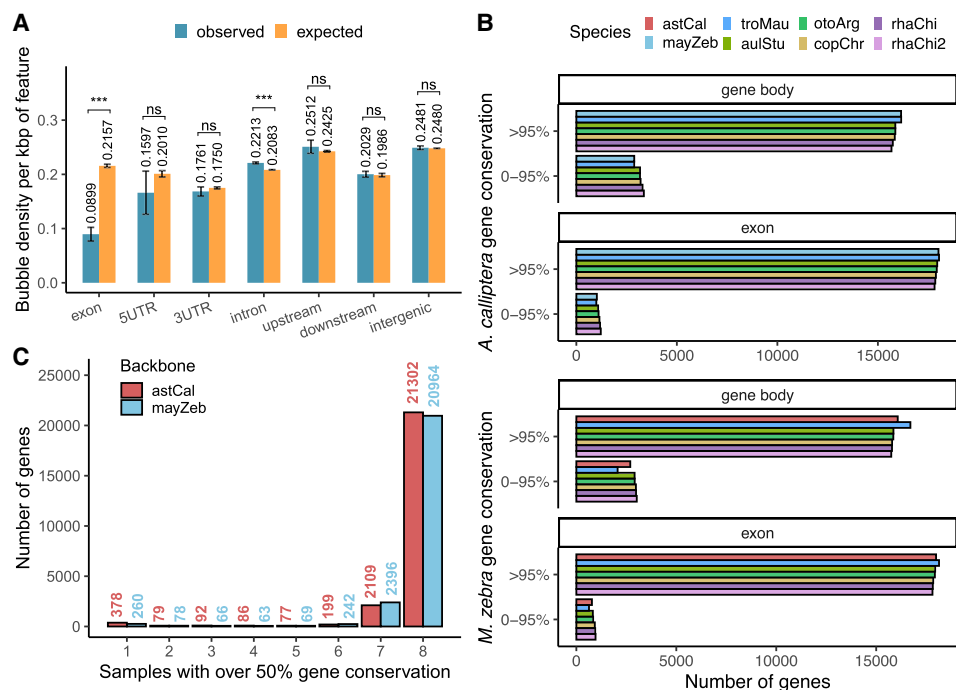 A
observed expected
Bubble density per kbp of feature
0.3
0.2
0.1
0.0
*** ns ns *** ns ns ns
0.0899 0.2157 0.1597 0.2010 0.1761 0.1750 0.2213 0.2083 0.2512 0.2425 0.2029 0.1986 0.2481 0.2480
exon 5UTR 3UTR intron upstream downstream intergenic
B
Species
astCal troMau otoArg rhaChi
mayZeb aulStu copChr rhaChi2
A. calliptera gene conservation
gene body
>95%
0−95%
exon
>95%
0−95%
0 5000 10000 15000
M. zebra gene conservation
gene body
>95%
0−95%
exon
>95%
0−95%
0 5000 10000 15000
Number of genes
C
Backbone
astCal
mayZeb
Number of genes
25000
20000
15000
10000
5000
0
378 260 79 78 92 66 86 63 77 69 199 242 2109 2396 21302 20964
1 2 3 4 5 6 7 8
Samples with over 50% gene conservation